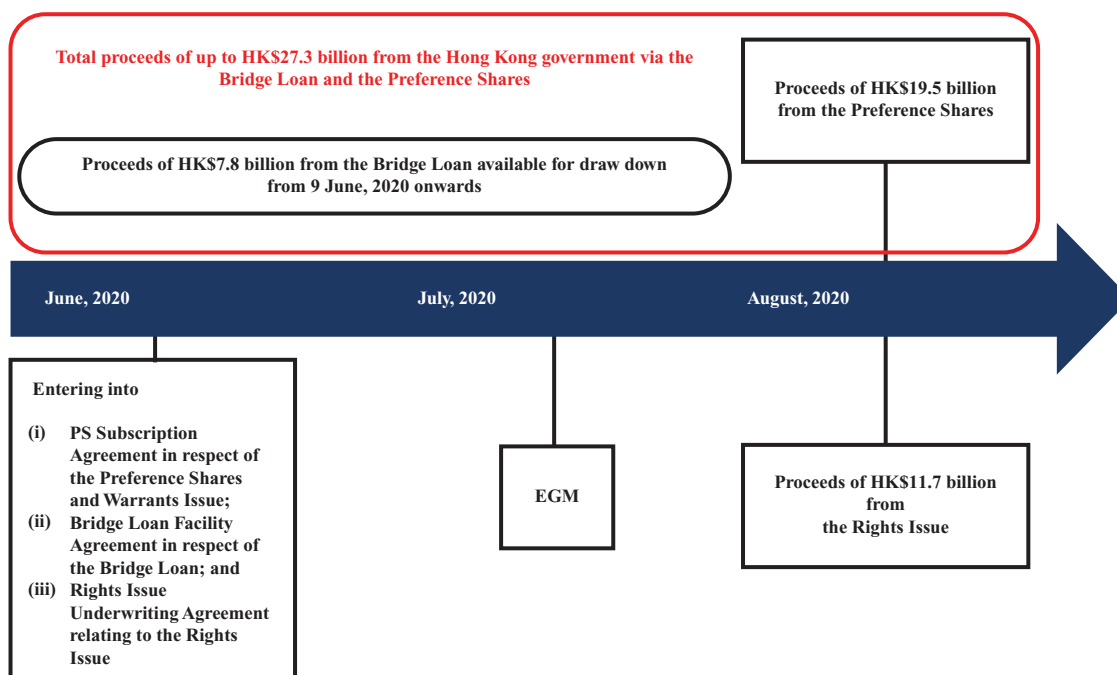 Total proceeds of up to HK$27.3 billion from the Hong Kong government via the
Bridge Loan and the Preference Shares
Proceeds of HK$19.5 billion
from the Preference Shares
Proceeds of HK$7.8 billion from the Bridge Loan available for draw down
from 9 June, 2020 onwards
June, 2020
July, 2020
August, 2020
Entering into
(i) PS Subscription
Agreement in respect of
the Preference Shares
and Warrants Issue;
(ii) Bridge Loan Facility
Agreement in respect of
the Bridge Loan; and
(iii) Rights Issue
Underwriting Agreement
relating to the Rights
Issue
EGM
Proceeds of HK$11.7 billion
from
the Rights Issue